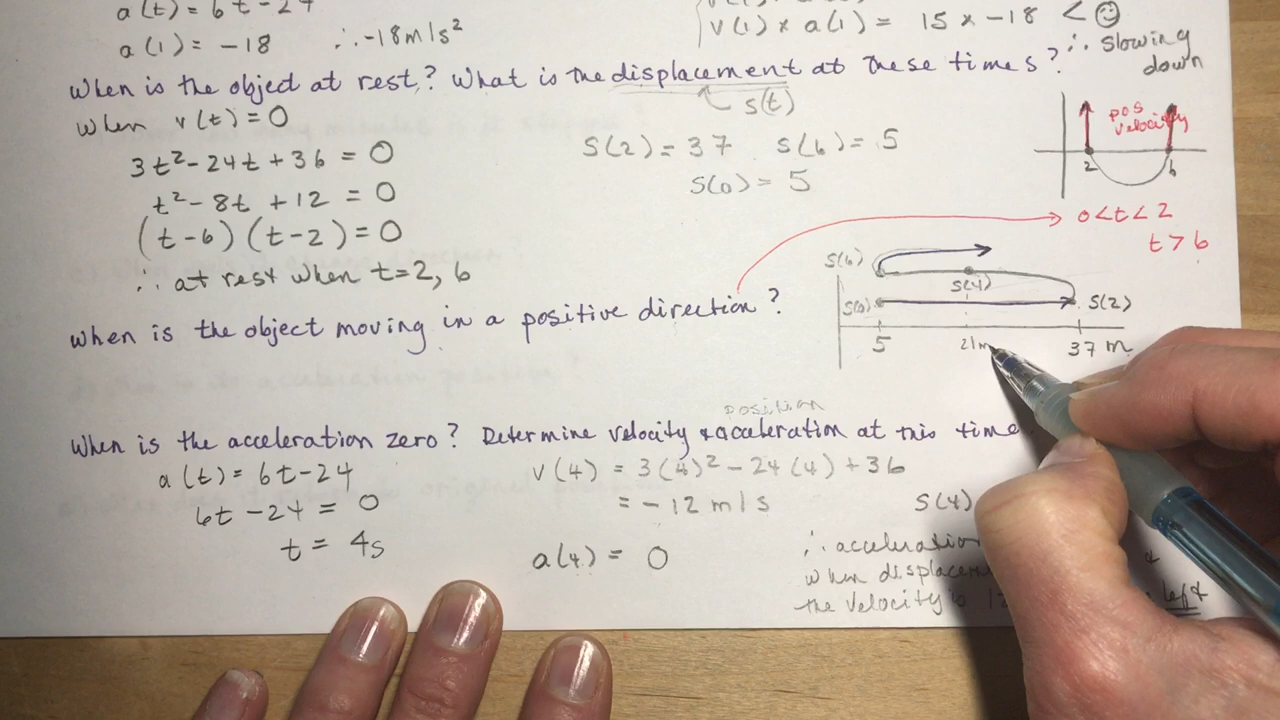 a(t) = 6t - 24
a(1) = -18 ∴ -18 m/s²
v(1) × a(1) = 15 × -18 < 0
∴ slowing down
When is the object at rest? What is the displacement at these times?
s(t)
when v(t) = 0
3t² - 24t + 36 = 0
t² - 8t + 12 = 0
(t-6) (t-2) = 0
∴ at rest when t=2, 6
s(2) = 37 s(6) = 5
s(0) = 5
pos velocity
2 6
0<t<2
t > 6
When is the object moving in a positive direction?
s(6)
s(4)
s(0) s(2)
5 21m 37 m
position
When is the acceleration zero? Determine velocity & acceleration at this time
a(t) = 6t - 24
6t - 24 = 0
t = 4s
v(4) = 3(4)² - 24(4) + 36
= -12 m/s
a(4) = 0
s(4)
∴ acceleration
&
when
the velocity is left